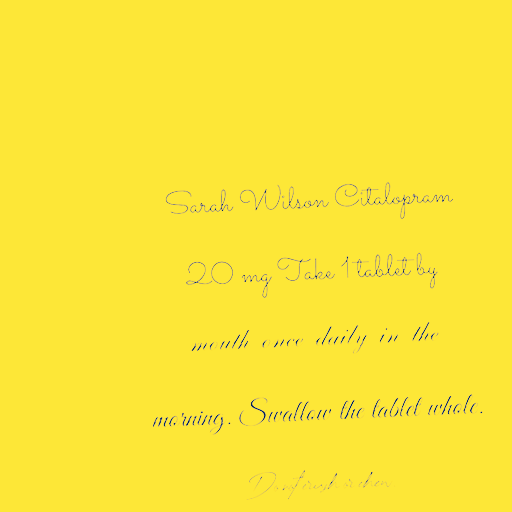 Sarah Wilson Citalopram
20 mg Take 1 tablet by
mouth once daily in the
morning. Swallow the tablet whole.